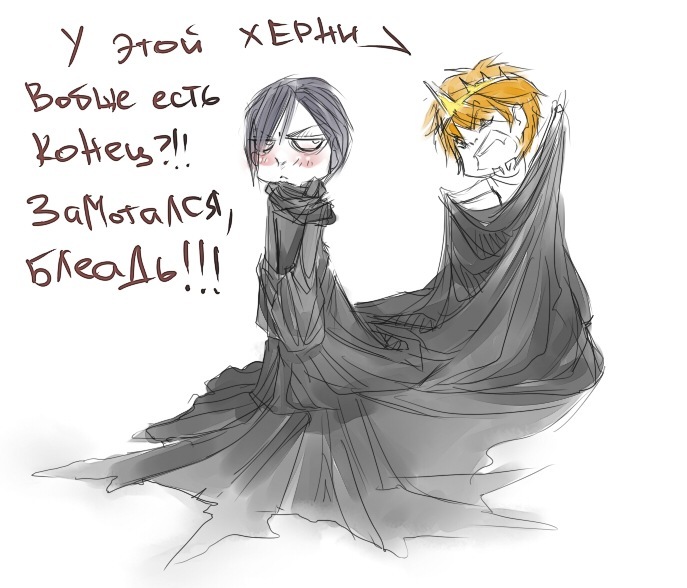 У этой херни
Вобще есть
конец?!!
Замотался,
блеадь!!!